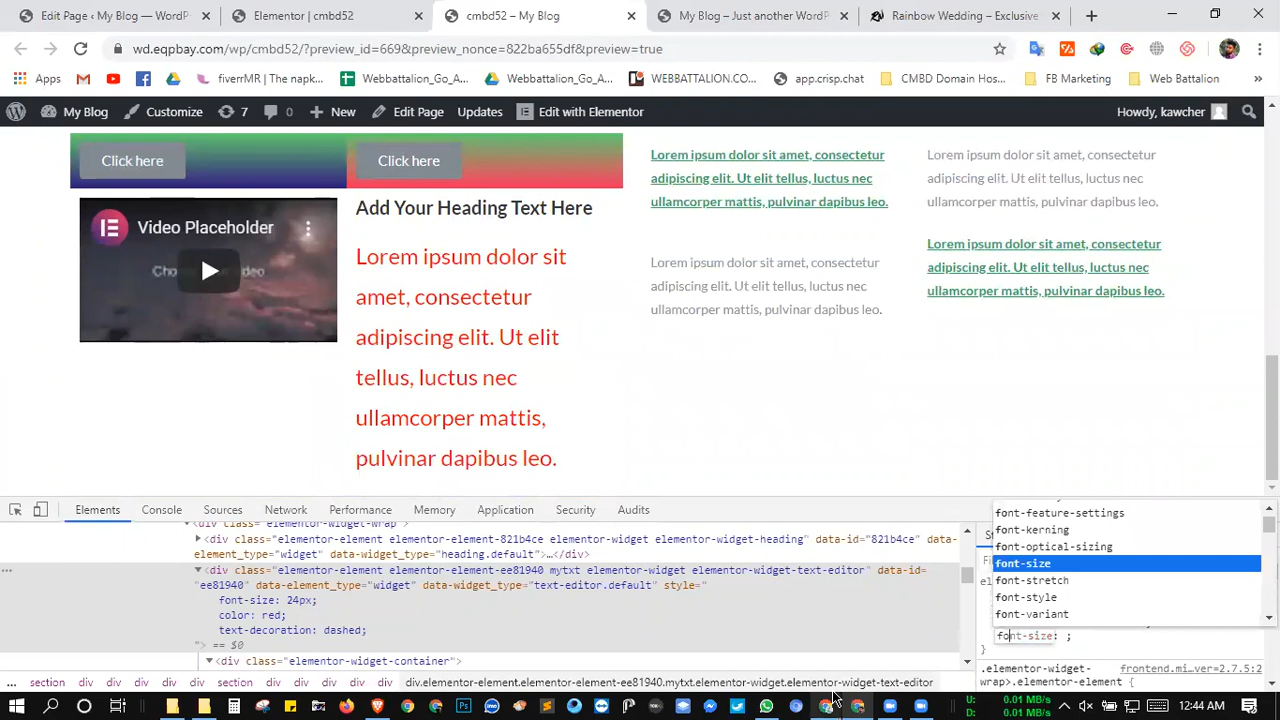 Edit Page ‹ My Blog — WordP
Elementor | cmbd52
cmbd52 – My Blog
My Blog – Just another WordP
Rainbow Wedding – Exclusive
wd.eqpbay.com/wp/cmbd52/?preview_id=669&preview_nonce=822ba655df&preview=true
Apps
fiverrMR | The napk...
Webbattalion_Go_A...
Webbattalion_Go_A...
WEBBATTALION.CO...
app.crisp.chat
CMBD Domain Hos...
FB Marketing
Web Battalion
»
My Blog
Customize
7
0
New
Edit Page
Updates
Edit with Elementor
Howdy, kawcher
Click here
Click here
Lorem ipsum dolor sit amet, consectetur
adipiscing elit. Ut elit tellus, luctus nec
ullamcorper mattis, pulvinar dapibus leo.
Lorem ipsum dolor sit amet, consectetur
adipiscing elit. Ut elit tellus, luctus nec
ullamcorper mattis, pulvinar dapibus leo.
Video Placeholder
Add Your Heading Text Here
Lorem ipsum dolor sit
amet, consectetur
adipiscing elit. Ut elit
tellus, luctus nec
ullamcorper mattis,
pulvinar dapibus leo.
Lorem ipsum dolor sit amet, consectetur
adipiscing elit. Ut elit tellus, luctus nec
ullamcorper mattis, pulvinar dapibus leo.
Lorem ipsum dolor sit amet, consectetur
adipiscing elit. Ut elit tellus, luctus nec
ullamcorper mattis, pulvinar dapibus leo.
Elements
Console
Sources
Network
Performance
Memory
Application
Security
Audits
<div class="elementor-widget-wrap">
<div class="elementor-element elementor-element-821b4ce elementor-widget elementor-widget-heading" data-id="821b4ce" data-
element_type="widget" data-widget_type="heading.default">…</div>
<div class="elementor-element elementor-element-ee81940 mytxt elementor-widget elementor-widget-text-editor" data-id=
"ee81940" data-element_type="widget" data-widget_type="text-editor.default" style="
font-size: 24px;
color: red;
text-decoration: dashed;
"> == $0
<div class="elementor-widget-container">
... section div div div section div div div section div div div.elementor-element.elementor-element-ee81940.mytxt.elementor-widget.elementor-widget-text-editor
font-feature-settings
font-kerning
font-optical-sizing
font-size
font-stretch
font-style
font-variant
font-size: ;
}
.elementor-widget- frontend.mi…ver=2.7.5:2
wrap>.elementor-element {
U: 0.01 MB/s
D: 0.01 MB/s
12:44 AM